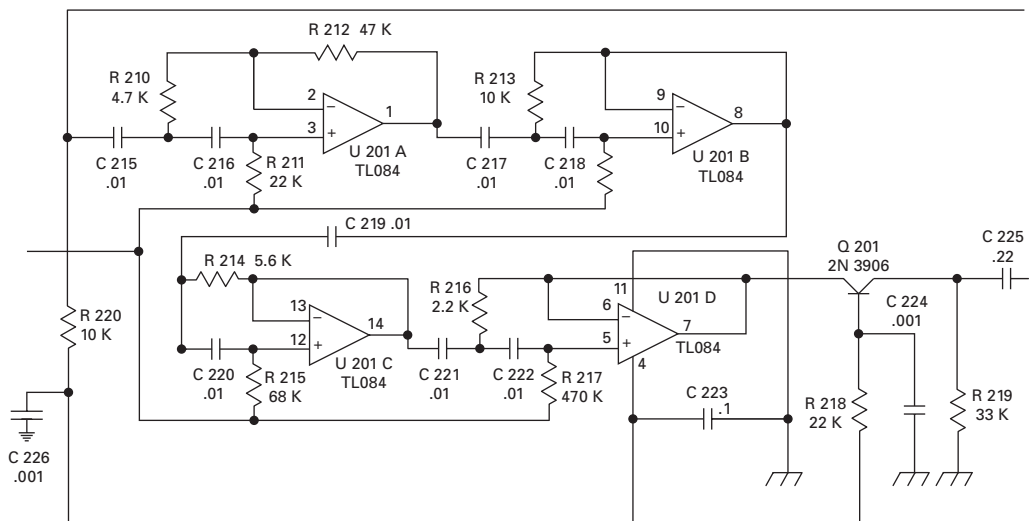 R 212 47 K
R 210
4.7 K
2
3
1
−
+
C 215
.01
C 216
.01
R 211
22 K
U 201 A
TL084
R 213
10 K
9
10
8
−
+
C 217
.01
C 218
.01
U 201 B
TL084
C 219 .01
R 214 5.6 K
13
12
14
−
+
C 220
.01
R 215
68 K
U 201 C
TL084
R 216
2.2 K
11
6
5
7
4
−
+
U 201 D
TL084
C 221
.01
C 222
.01
R 217
470 K
C 223
.1
Q 201
2N 3906
C 225
.22
C 224
.001
R 218
22 K
R 219
33 K
R 220
10 K
C 226
.001